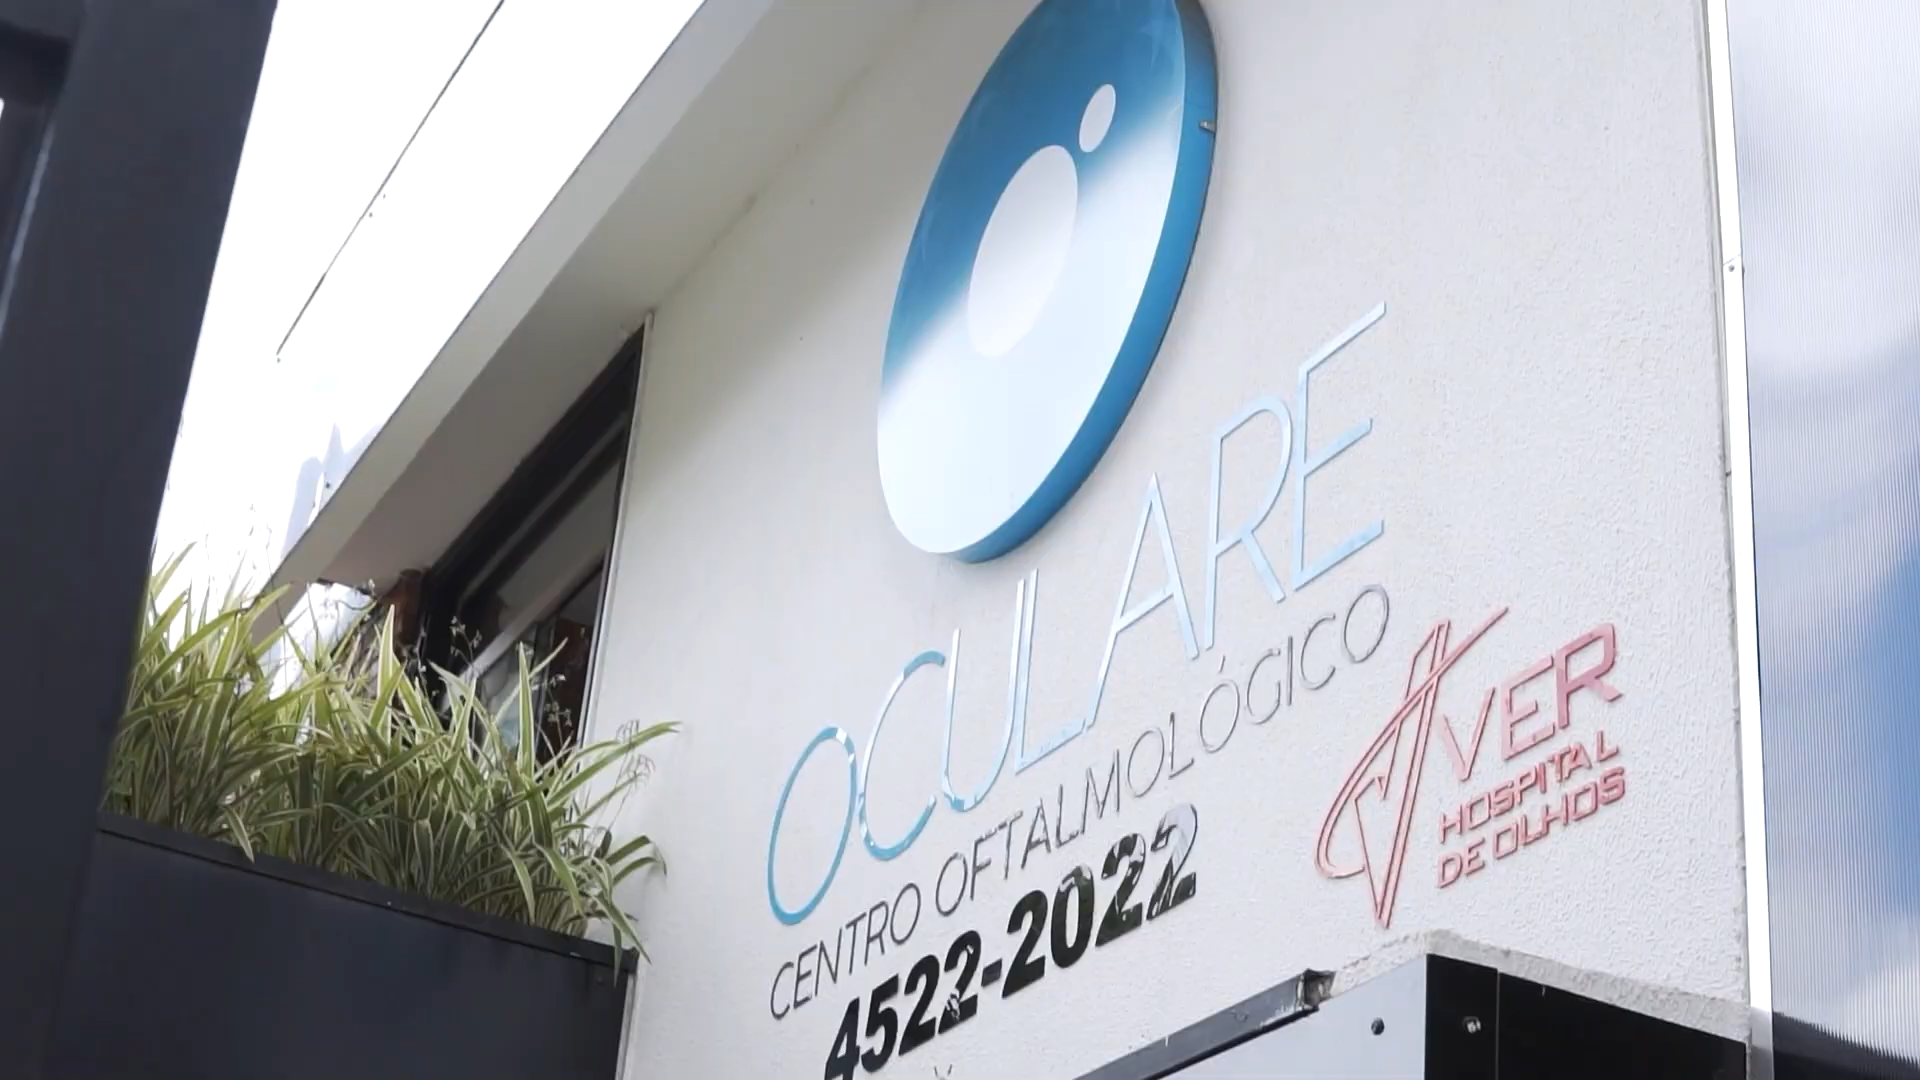 OCULARE
CENTRO OFTALMOLÓGICO
4522-2022
VER
HOSPITAL
DE OLHOS